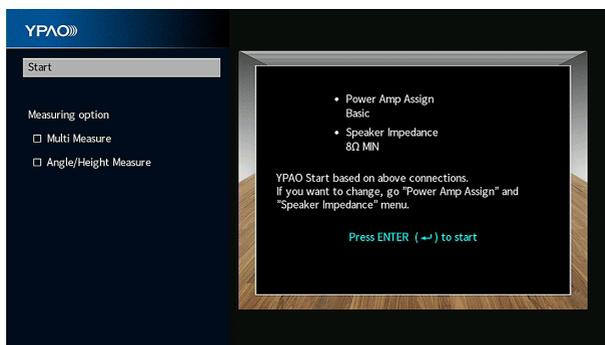 YPAO
Start
Measuring option
Multi Measure
Angle/Height Measure
• Power Amp Assign
Basic
• Speaker Impedance
8Ω MIN
YPAO Start based on above connections.
If you want to change, go "Power Amp Assign" and
"Speaker Impedance" menu.
Press ENTER (↵) to start